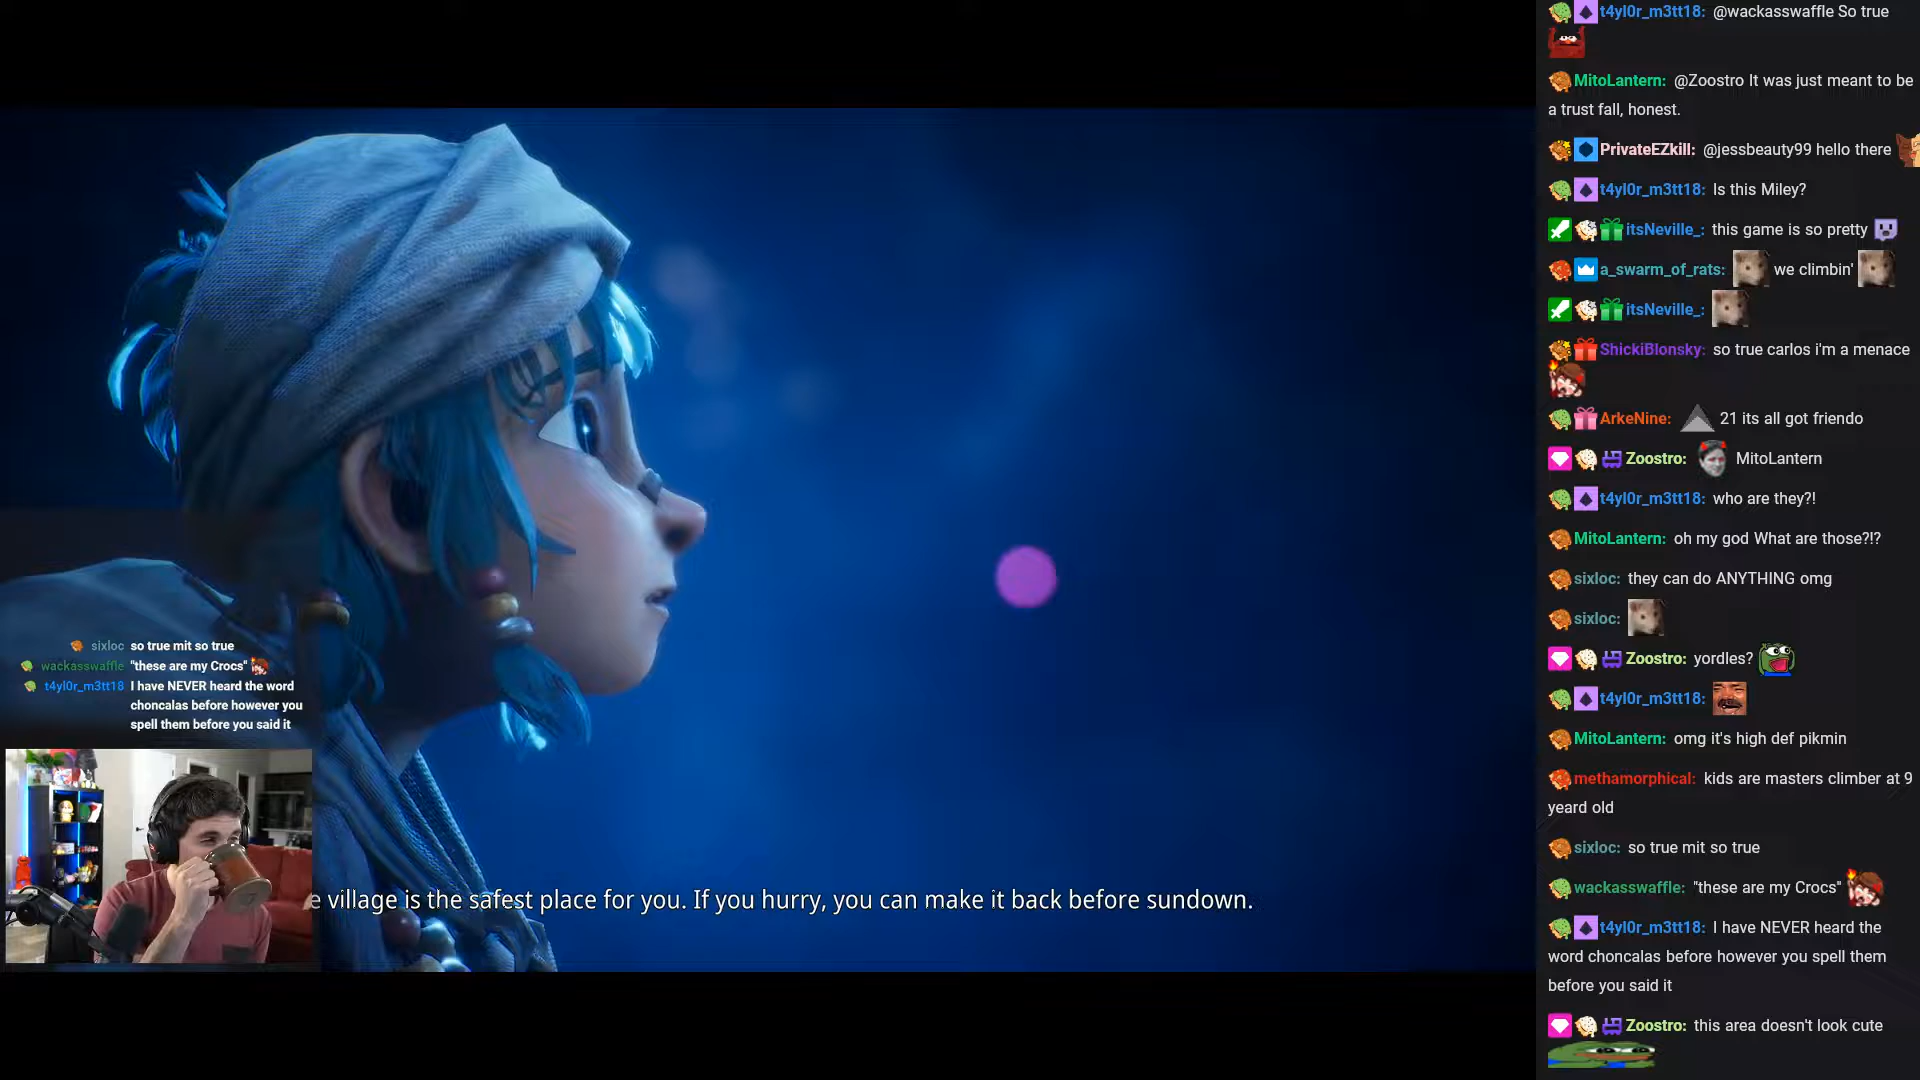 t4yl0r_m3tt18: @wackasswaffle So true
MitoLantern: @Zoostro It was just meant to be
a trust fall, honest.
PrivateEZkill: @jessbeauty99 hello there
t4yl0r_m3tt18: Is this Miley?
itsNeville_: this game is so pretty
a_swarm_of_rats: we climbin'
itsNeville_:
ShickiBlonsky: so true carlos i'm a menace
ArkeNine: 21 its all got friendo
Zoostro: MitoLantern
t4yl0r_m3tt18: who are they?!
MitoLantern: oh my god What are those?!?
sixloc: they can do ANYTHING omg
sixloc:
Zoostro: yordles?
t4yl0r_m3tt18:
MitoLantern: omg it's high def pikmin
methamorphical: kids are masters climber at 9
yeard old
sixloc: so true mit so true
wackasswaffle: "these are my Crocs"
t4yl0r_m3tt18: I have NEVER heard the
word choncalas before however you spell them
before you said it
Zoostro: this area doesn't look cute
sixloc so true mit so true
wackasswaffle "these are my Crocs"
t4yl0r_m3tt18 I have NEVER heard the word
choncalas before however you
spell them before you said it
e village is the safest place for you. If you hurry, you can make it back before sundown.